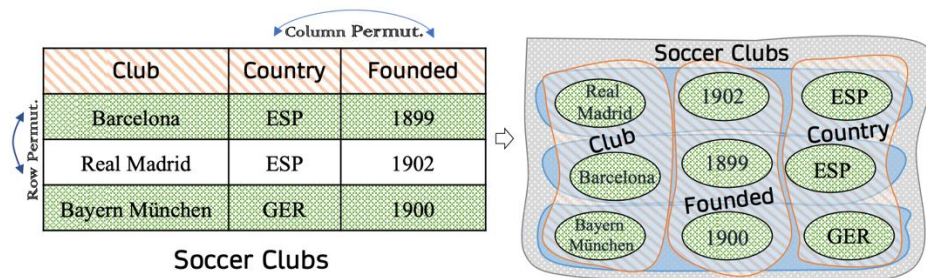 Column Permut.
Row Permut.
Club Country Founded
Barcelona ESP 1899
Real Madrid ESP 1902
Bayern München GER 1900
Soccer Clubs
Soccer Clubs
Real
Madrid
1902
ESP
Club
Country
Barcelona
1899
ESP
Founded
Bayern
München
1900
GER